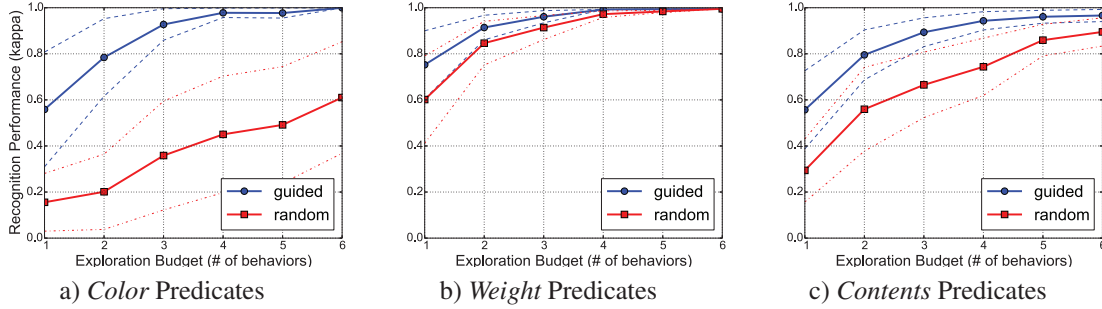 Recognition Performance (kappa)
1.0
0.8
0.6
0.4
0.2
0.0
1 2 3 4 5 6
guided
random
Exploration Budget (# of behaviors)
a) Color Predicates
1.0
0.8
0.6
0.4
0.2
0.0
1 2 3 4 5 6
guided
random
Exploration Budget (# of behaviors)
b) Weight Predicates
1.0
0.8
0.6
0.4
0.2
0.0
1 2 3 4 5 6
guided
random
Exploration Budget (# of behaviors)
c) Contents Predicates